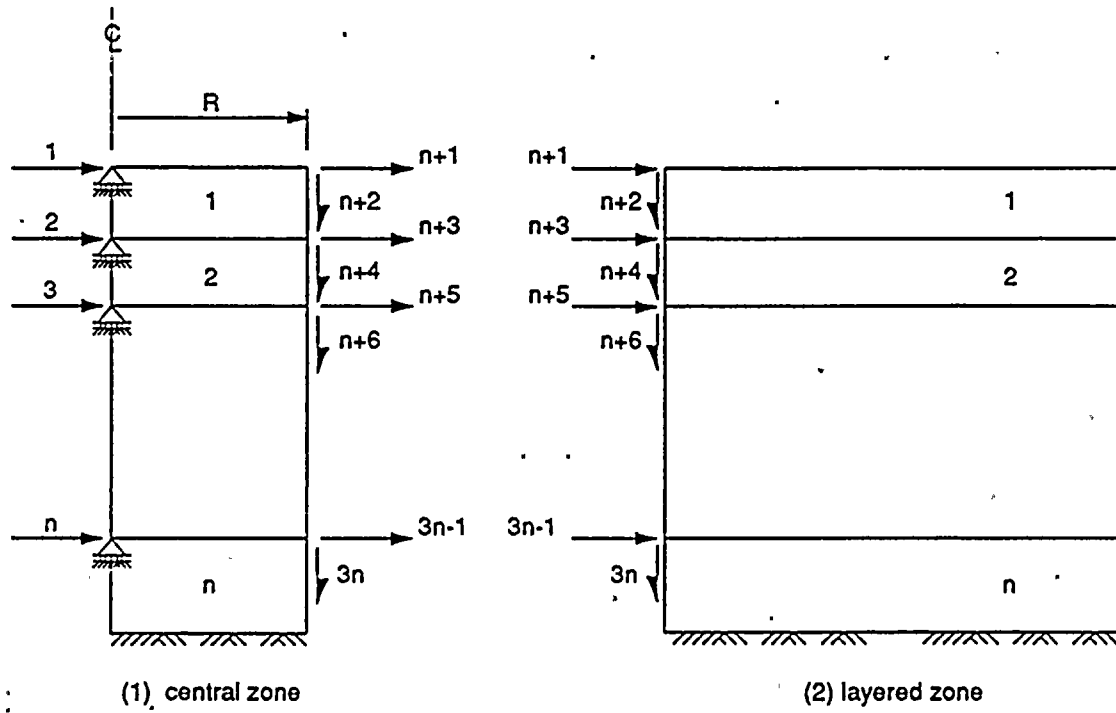 ℄
R
1 n+1 n+1
1 n+2 n+2 1
2 n+3 n+3
2 n+4 n+4 2
3 n+5 n+5
n+6 n+6
n 3n-1 3n-1
n 3n 3n n
(1) central zone (2) layered zone